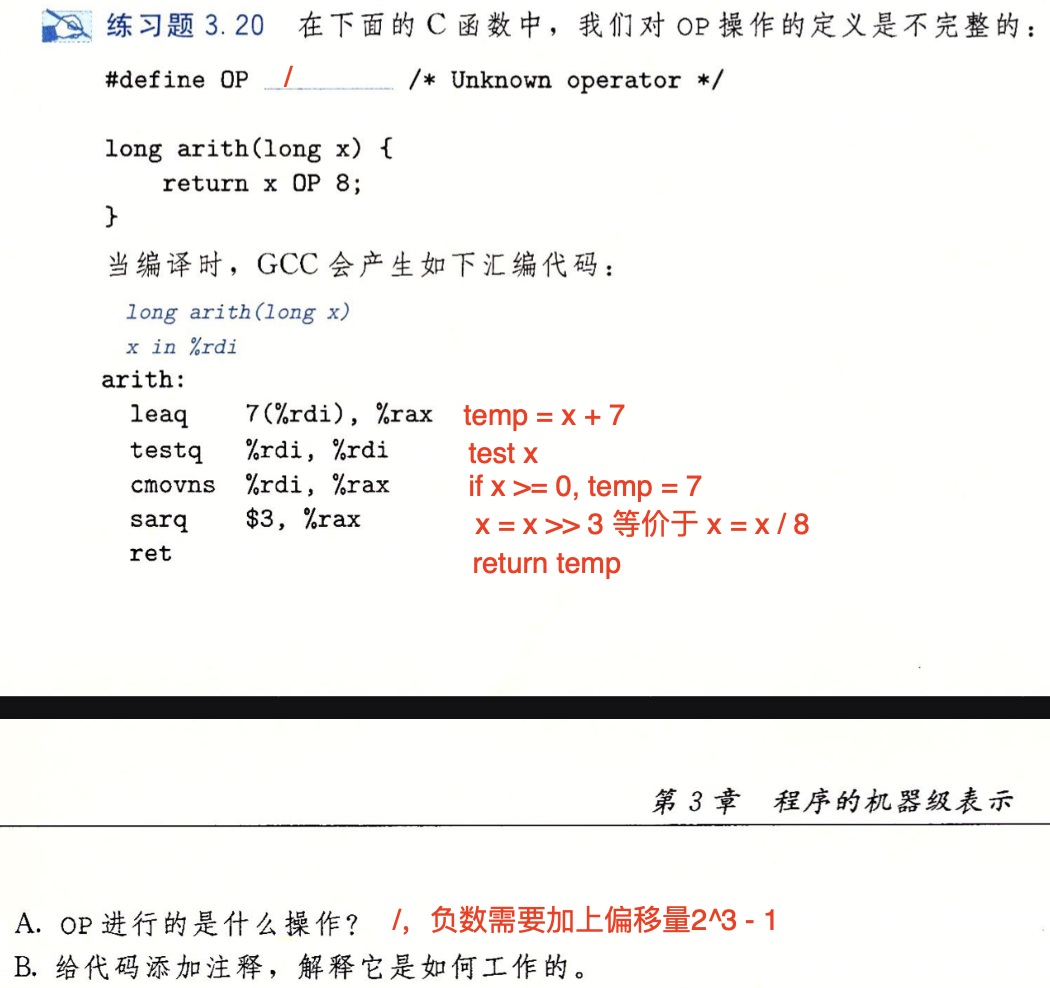 练习题 3.20 在下面的 C 函数中，我们对 OP 操作的定义是不完整的：
#define OP / /* Unknown operator */
long arith(long x) {
return x OP 8;
}
当编译时，GCC 会产生如下汇编代码：
long arith(long x)
x in %rdi
arith:
leaq 7(%rdi), %rax temp = x + 7
testq %rdi, %rdi test x
cmovns %rdi, %rax if x >= 0, temp = 7
sarq $3, %rax x = x >> 3 等价于 x = x / 8
ret return temp
第 3 章 程序的机器级表示
A. OP 进行的是什么操作？ /，负数需要加上偏移量2^3 - 1
B. 给代码添加注释，解释它是如何工作的。